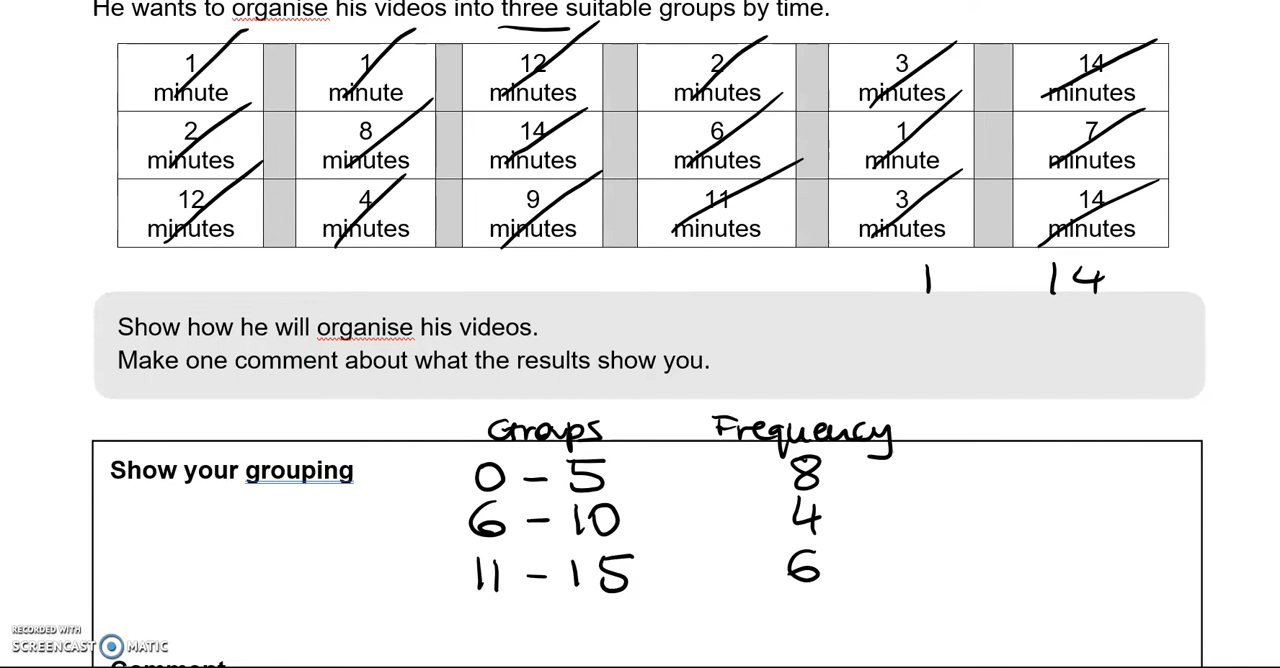 He wants to organise his videos into three suitable groups by time.
1 minute 1 minute 12 minutes 2 minutes 3 minutes 14 minutes
2 minutes 8 minutes 14 minutes 6 minutes 1 minute 7 minutes
12 minutes 4 minutes 9 minutes 11 minutes 3 minutes 14 minutes
1 14
Show how he will organise his videos.
Make one comment about what the results show you.
Groups Frequency
Show your grouping 0 - 5 8
6 - 10 4
11 - 15 6
RECORDED WITH
SCREENCAST MATIC
Comment